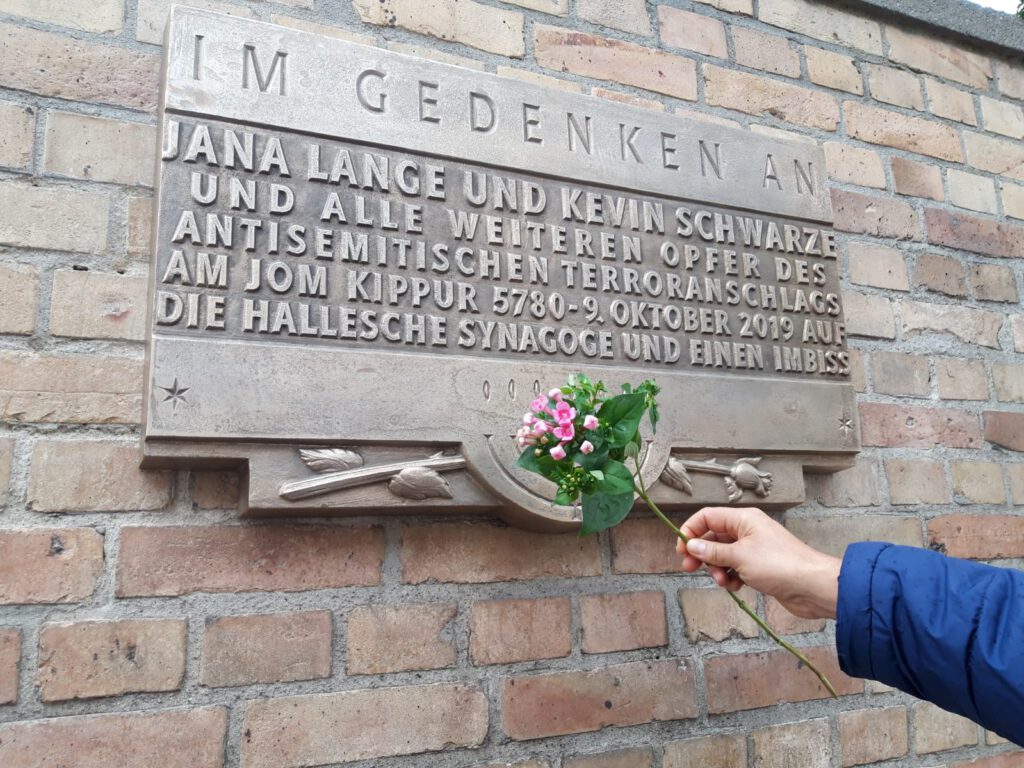 IM GEDENKEN AN
JANA LANGE UND KEVIN SCHWARZE
UND ALLE WEITEREN OPFER DES
ANTISEMITISCHEN TERRORANSCHLAGS
AM JOM KIPPUR 5780-9. OKTOBER 2019 AUF
DIE HALLESCHE SYNAGOGE UND EINEN IMBISS